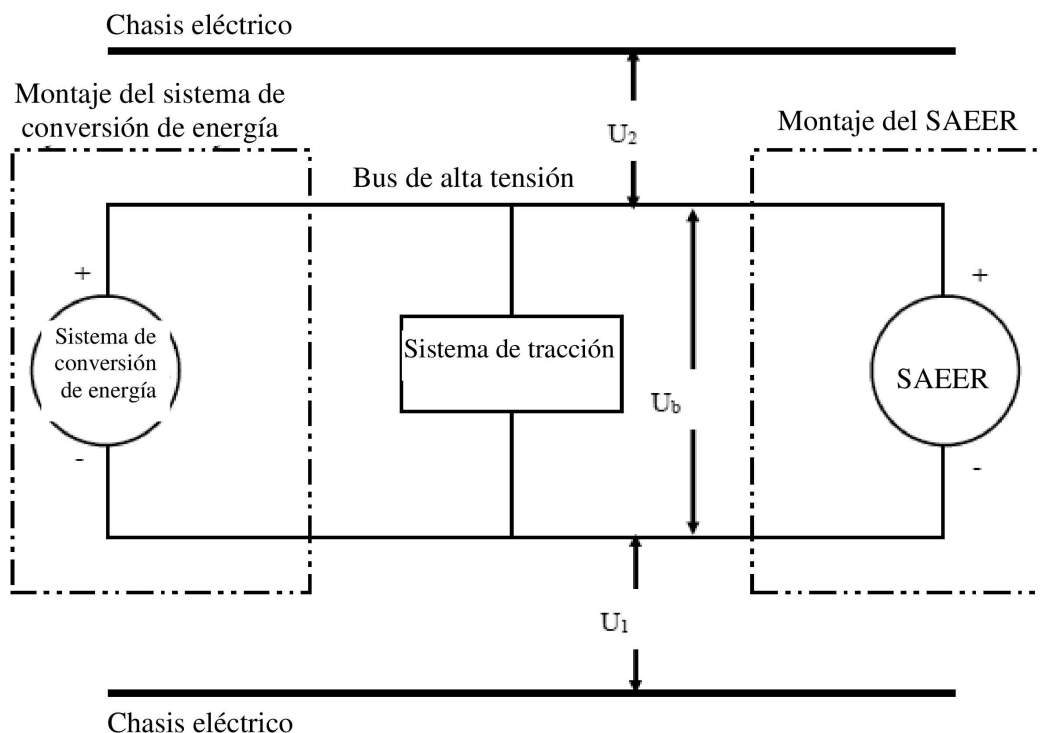 Chasis eléctrico
Montaje del sistema de
conversión de energía
Montaje del SAEER
U2
Bus de alta tensión
+
+
Sistema de
conversión
de energía
Sistema de tracción
SAEER
Ub
-
-
U1
Chasis eléctrico